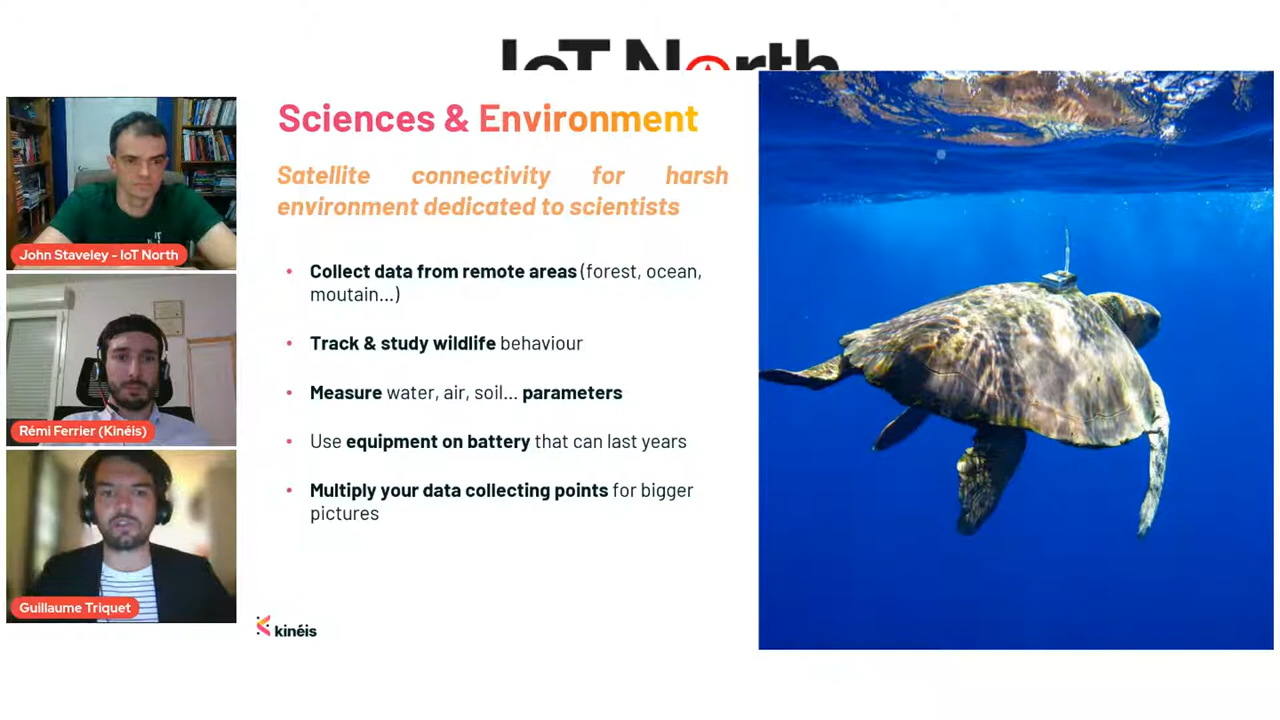 IoT North
John Staveley - IoT North
Rémi Ferrier (Kinéis)
Guillaume Triquet
Sciences & Environment
Satellite connectivity for harsh
environment dedicated to scientists
• Collect data from remote areas (forest, ocean,
moutain...)
• Track & study wildlife behaviour
• Measure water, air, soil... parameters
• Use equipment on battery that can last years
• Multiply your data collecting points for bigger
pictures
kinéis